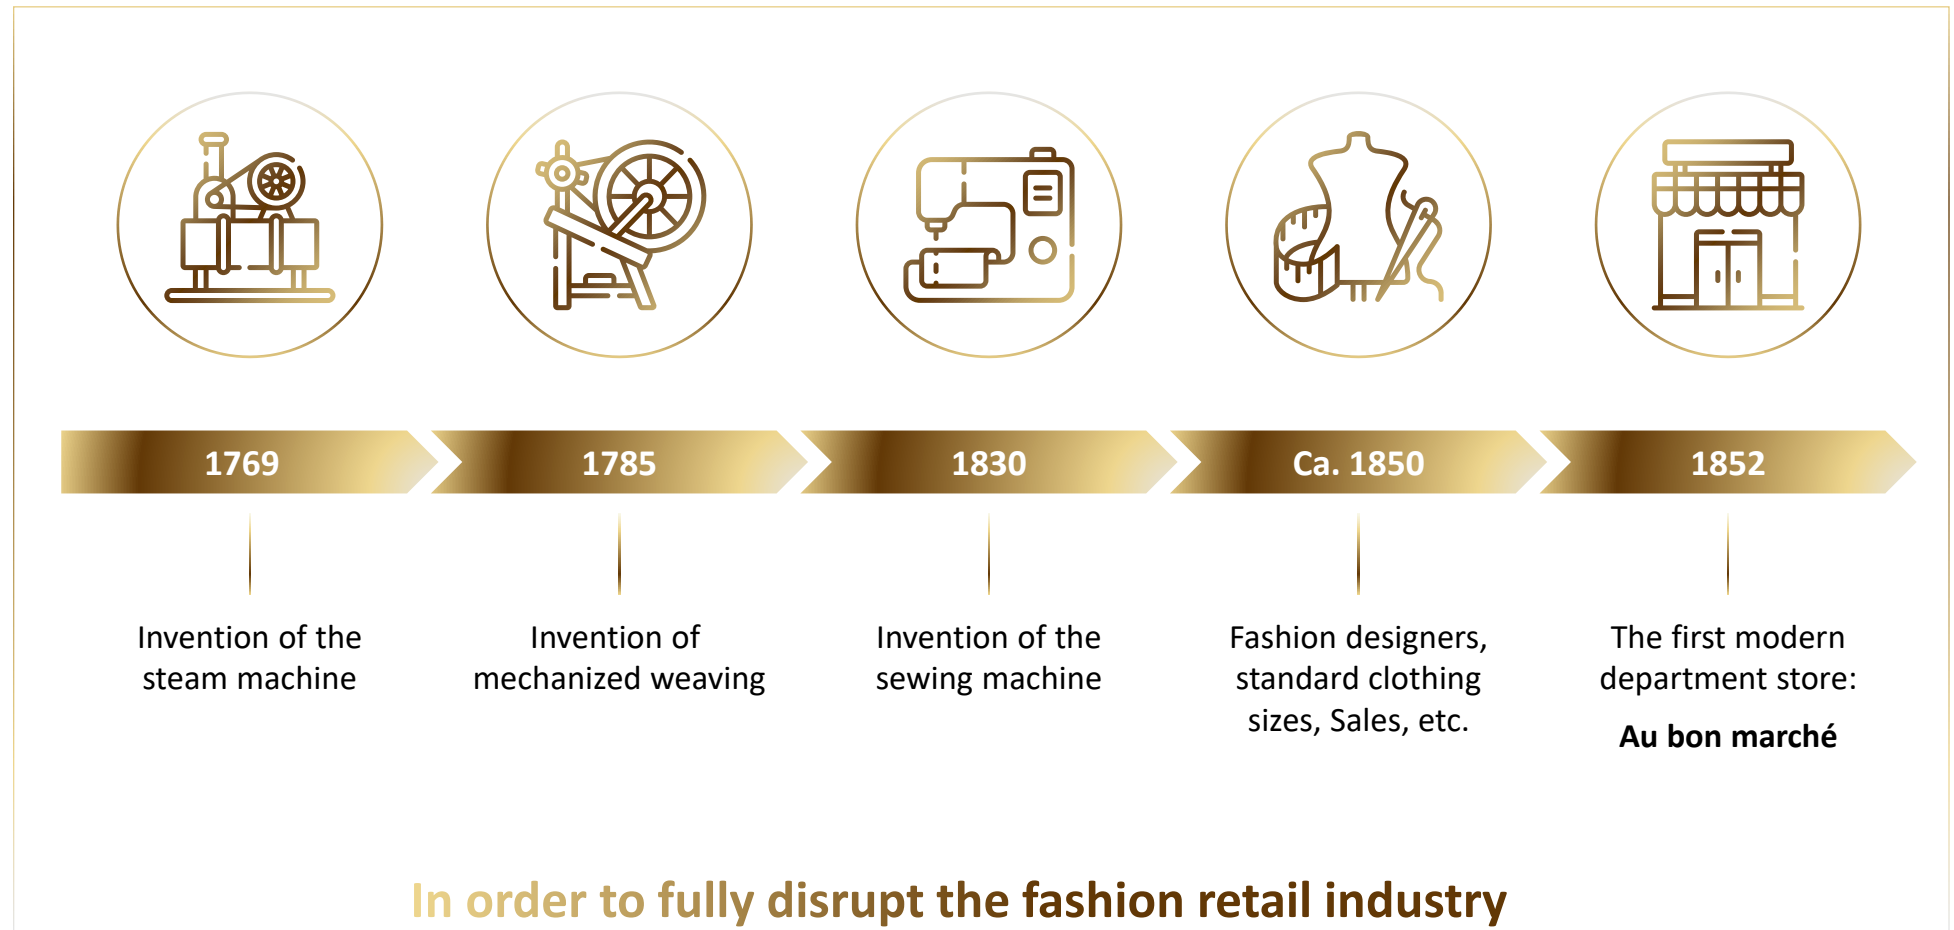 1769
1785
1830
Ca. 1850
1852
Invention of the
steam machine
Invention of
mechanized weaving
Invention of the
sewing machine
Fashion designers,
standard clothing
sizes, Sales, etc.
The first modern
department store:
Au bon marché
In order to fully disrupt the fashion retail industry